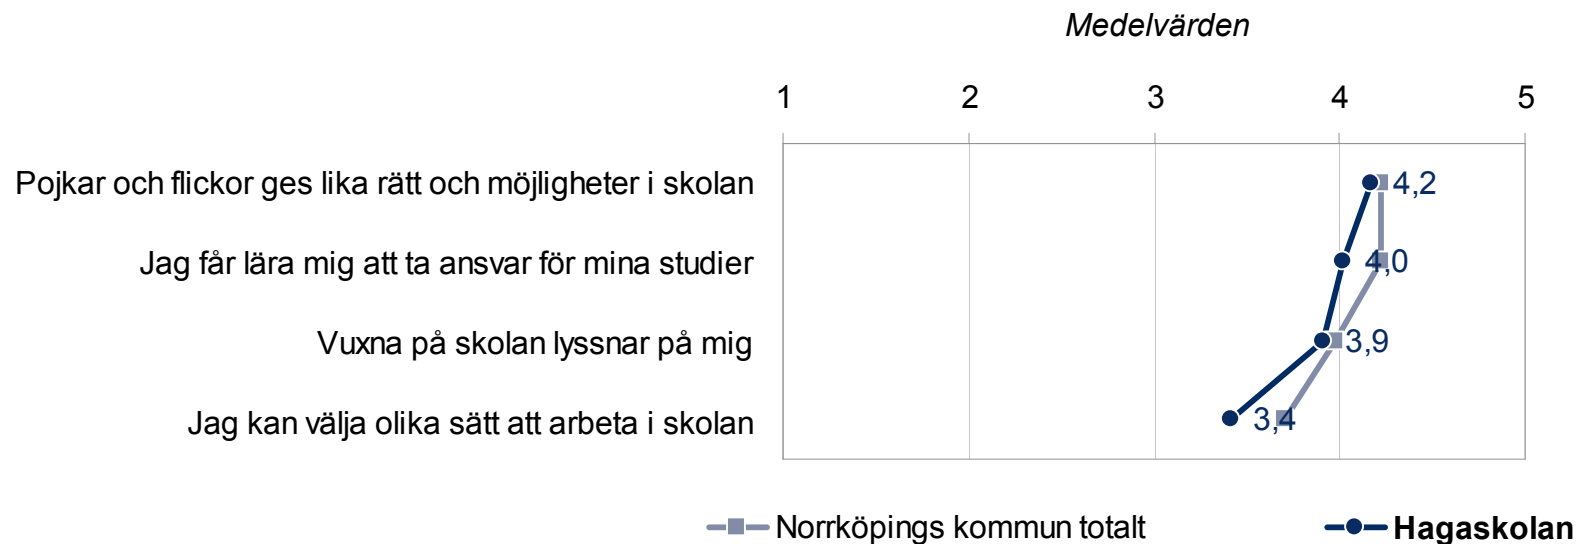 Medelvärden
1 2 3 4 5
Pojkar och flickor ges lika rätt och möjligheter i skolan 4,2
Jag får lära mig att ta ansvar för mina studier 4,0
Vuxna på skolan lyssnar på mig 3,9
Jag kan välja olika sätt att arbeta i skolan 3,4
Norrköpings kommun totalt Hagaskolan